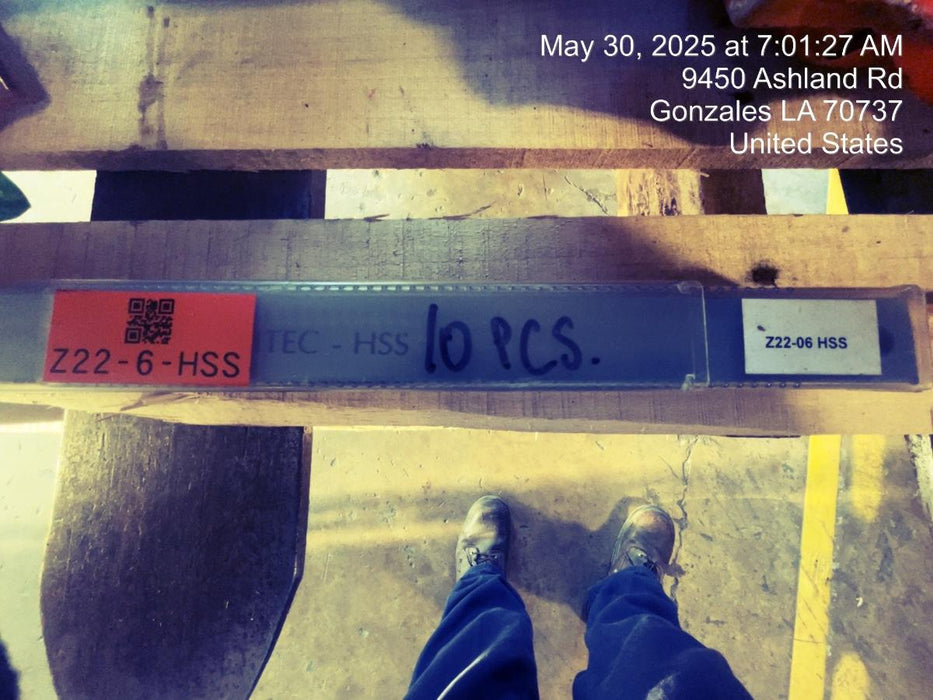 May 30, 2025 at 7:01:27 AM
9450 Ashland Rd
Gonzales LA 70737
United States
Z22-6-HSS
TEC - HSS
10 PCS.
Z22-06 HSS